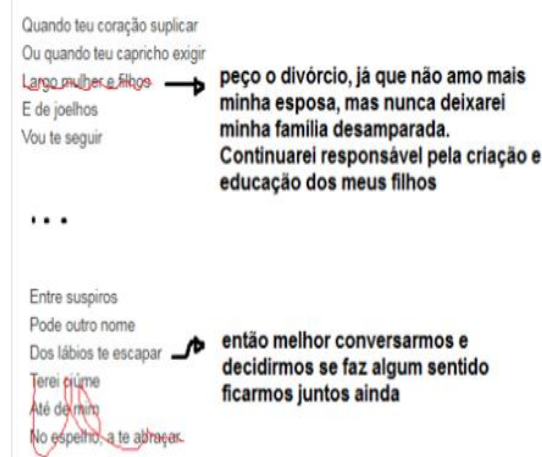 Quando teu coração suplicar
Ou quando teu capricho exigir
Largo mulher e filhos
E de joelhos
Vou te seguir
peço o divórcio, já que não amo mais
minha esposa, mas nunca deixarei
minha família desamparada.
Continuarei responsável pela criação e
educação dos meus filhos
...
Entre suspiros
Pode outro nome
Dos lábios te escapar
Terei ciúme
Até de mim
No espelho, a te abraçar
então melhor conversarmos e
decidirmos se faz algum sentido
ficarmos juntos ainda